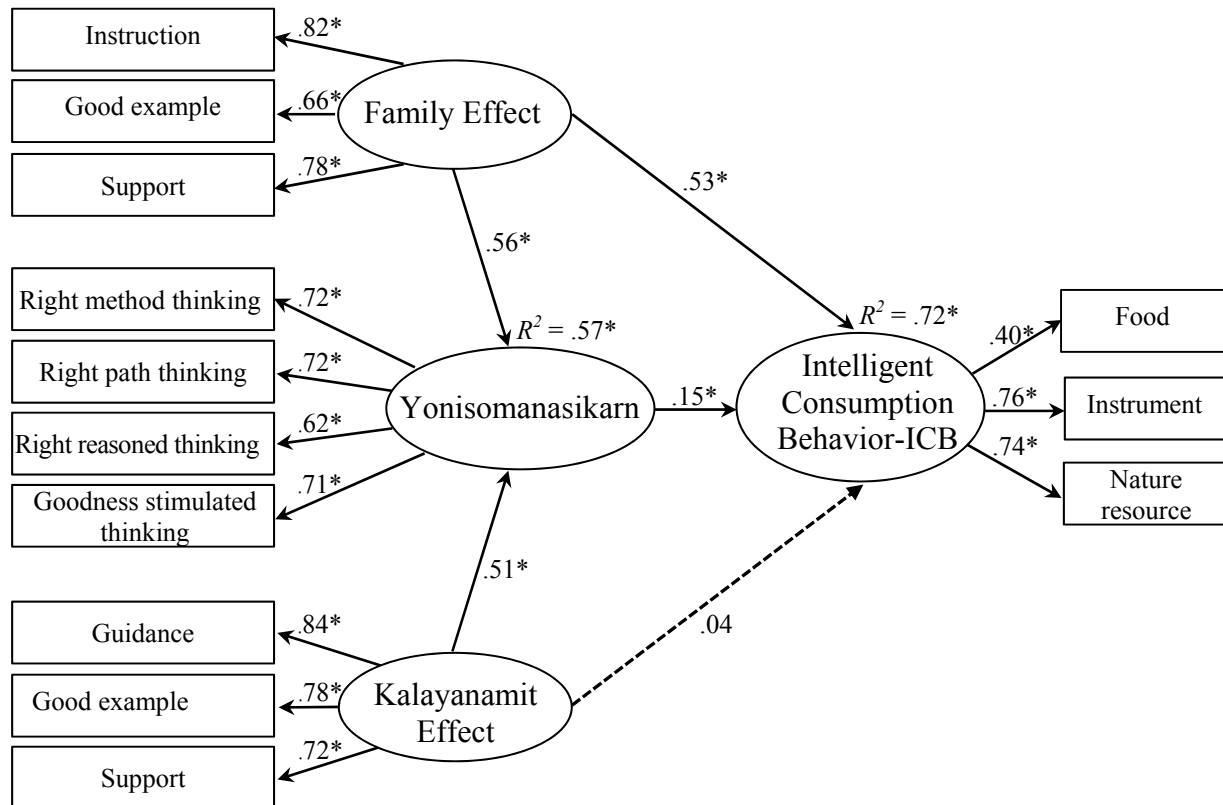 Instruction
.82*
Good example
.66*
Support
.78*
Family Effect
.53*
.56*
Right method thinking
.72*
Right path thinking
.72*
Right reasoned thinking
.62*
Goodness stimulated
thinking
.71*
R² = .57*
Yonisomanasikarn
.15*
R² = .72*
Intelligent
Consumption
Behavior-ICB
.40*
Food
.76*
Instrument
.74*
Nature
resource
.51*
.04
Guidance
.84*
Good example
.78*
Support
.72*
Kalayanamit
Effect